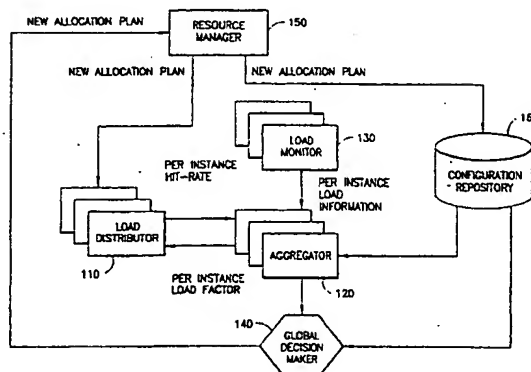 NEW ALLOCATION PLAN
RESOURCE
MANAGER
150
NEW ALLOCATION PLAN
NEW ALLOCATION PLAN
LOAD
MONITOR
130
PER INSTANCE
HIT-RATE
PER INSTANCE
LOAD
INFORMATION
CONFIGURATION
REPOSITORY
LOAD
DISTRIBUTOR
110
AGGREGATOR
120
PER INSTANCE
LOAD FACTOR
140
GLOBAL
DECISION
MAKER